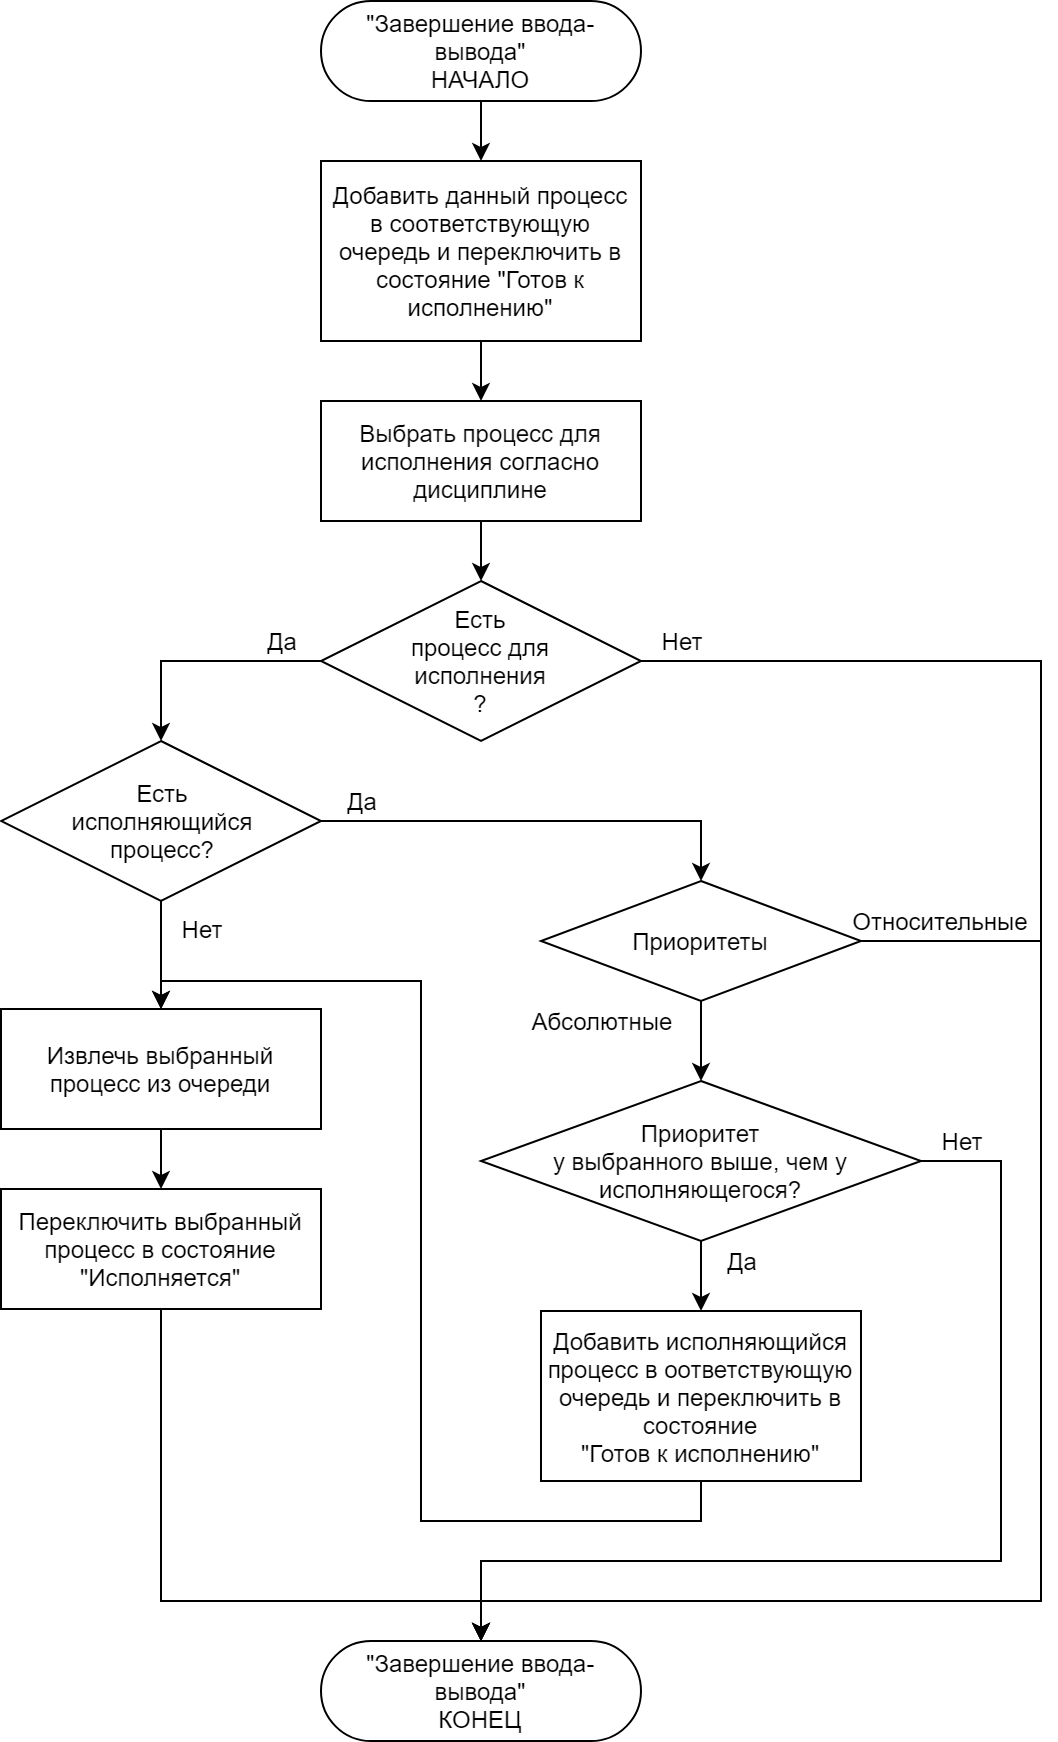 "Завершение ввода-
вывода"
НАЧАЛО
Добавить данный процесс
в соответствующую
очередь и переключить в
состояние "Готов к
исполнению"
Выбрать процесс для
исполнения согласно
дисциплине
Есть
процесс для
исполнения
?
Да
Нет
Есть
исполняющийся
процесс?
Да
Нет
Приоритеты
Относительные
Абсолютные
Извлечь выбранный
процесс из очереди
Приоритет
у выбранного выше, чем у
исполняющегося?
Нет
Да
Переключить выбранный
процесс в состояние
"Исполняется"
Добавить исполняющийся
процесс в оответствующую
очередь и переключить в
состояние
"Готов к исполнению"
"Завершение ввода-
вывода"
КОНЕЦ